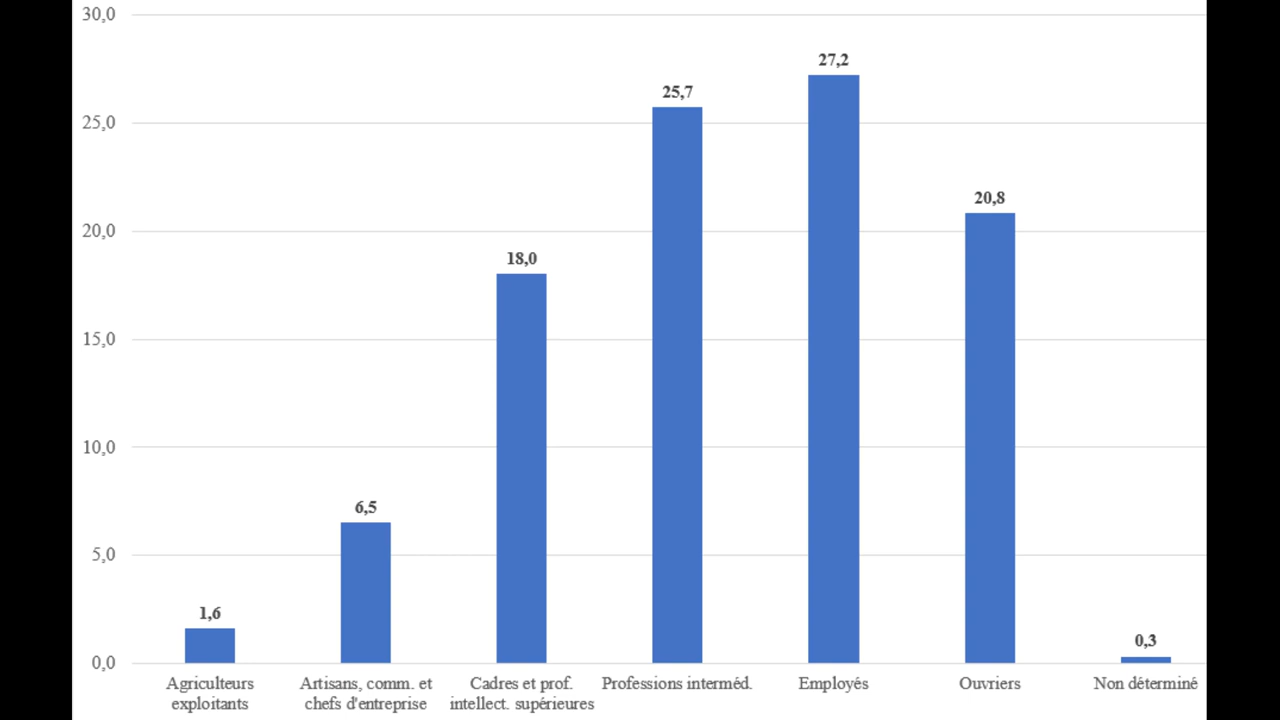 30,0
27,2
25,7
25,0
20,8
20,0
18,0
15,0
10,0
6,5
5,0
1,6
0,3
0,0
Agriculteurs
exploitants
Artisans, comm. et
chefs d'entreprise
Cadres et prof.
intellect. supérieures
Professions interméd.
Employés
Ouvriers
Non déterminé